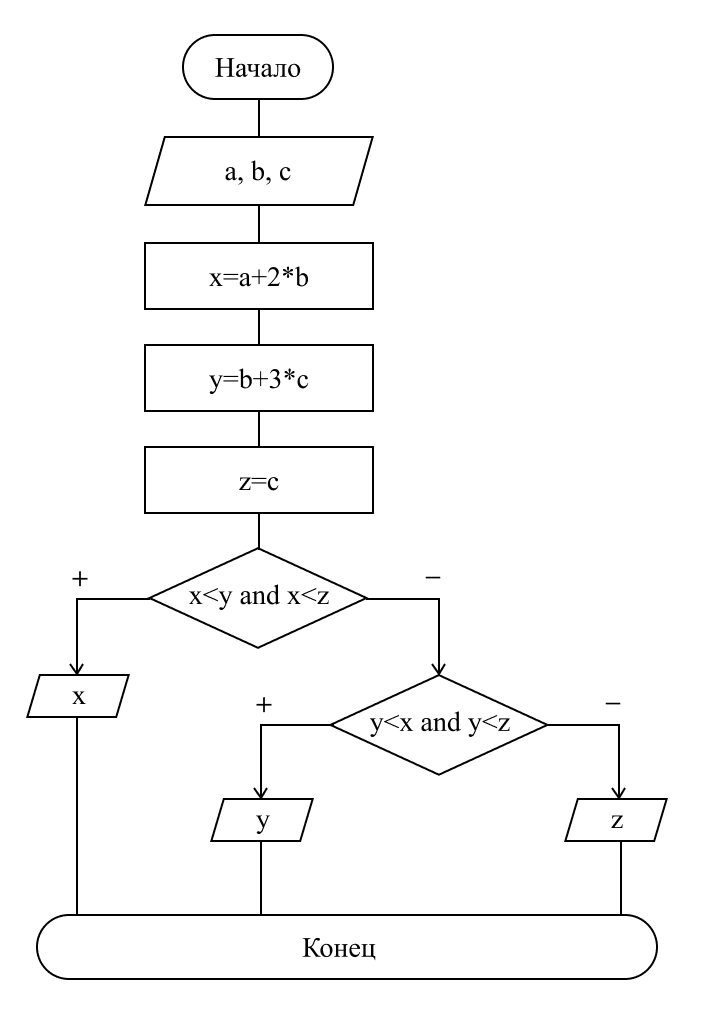 Начало
a, b, c
x=a+2*b
y=b+3*c
z=c
+
x<y and x<z
−
x
+
y<x and y<z
−
y
z
Конец